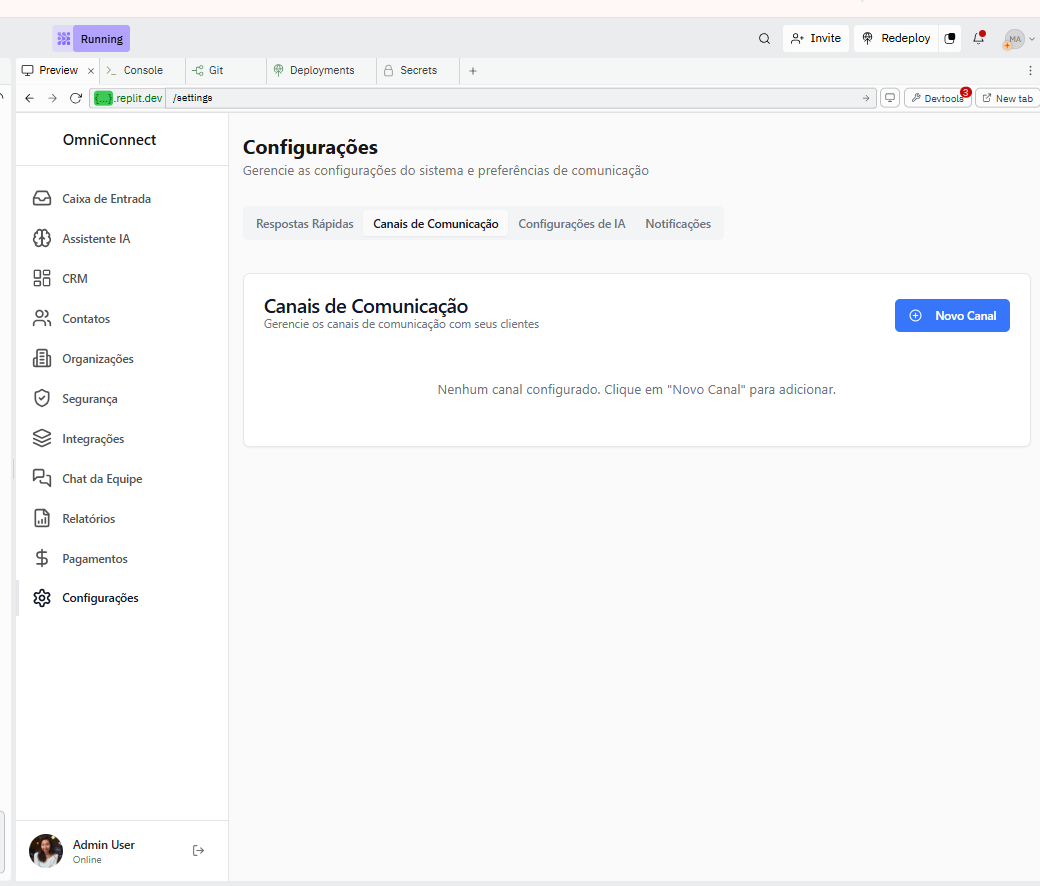 Running
Invite
Redeploy
MA
Preview
Console
Git
Deployments
Secrets
{...}.replit.dev
/settings
Devtools
3
New tab
OmniConnect
Caixa de Entrada
Assistente IA
CRM
Contatos
Organizações
Segurança
Integrações
Chat da Equipe
Relatórios
Pagamentos
Configurações
Admin User
Online
Configurações
Gerencie as configurações do sistema e preferências de comunicação
Respostas Rápidas
Canais de Comunicação
Configurações de IA
Notificações
Canais de Comunicação
Gerencie os canais de comunicação com seus clientes
Novo Canal
Nenhum canal configurado. Clique em "Novo Canal" para adicionar.